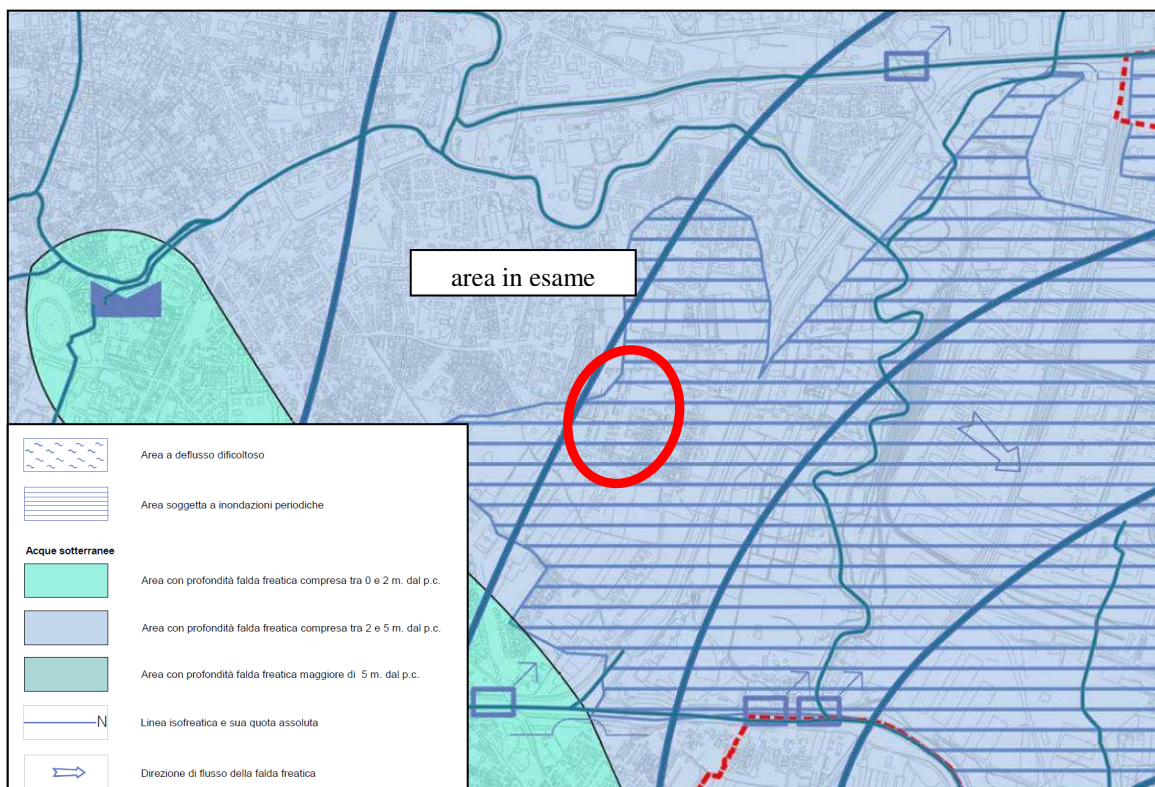 area in esame
Area a deflusso dificoltoso
Area soggetta a inondazioni periodiche
Acque sotterranee
Area con profondità falda freatica compresa tra 0 e 2 m. dal p.c.
Area con profondità falda freatica compresa tra 2 e 5 m. dal p.c.
Area con profondità falda freatica maggiore di 5 m. dal p.c.
N
Linea isofreatica e sua quota assoluta
Direzione di flusso della falda freatica